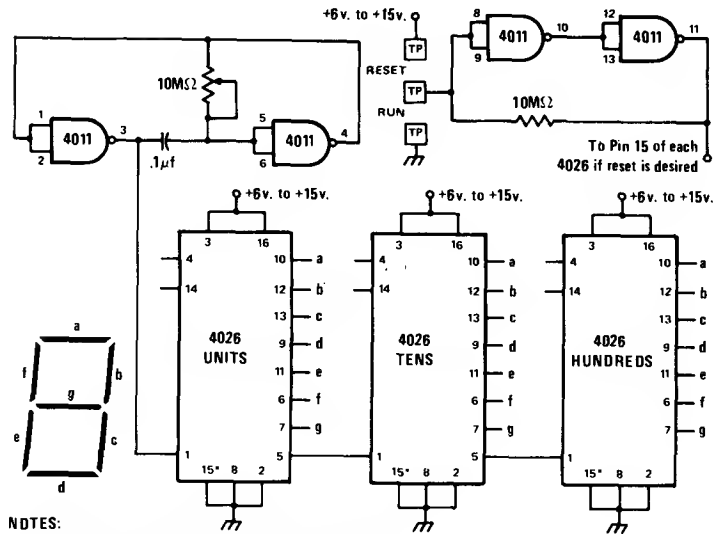 +6v. to +15v.
TP
RESET
TP
RUN
TP
8
9
4011
10
12
13
4011
11
10MΩ
To Pin 15 of each
4026 if reset is desired
10MΩ
1
2
4011
3
.1μf
5
6
4011
4
+6v. to +15v.
3 16
4
14
10 a
12 b
13 c
9 d
11 e
6 f
7 g
4026
UNITS
1
5
15* 8 2
+6v. to +15v.
3 16
4
14
10 a
12 b
13 c
9 d
11 e
6 f
7 g
4026
TENS
1
5
15* 8 2
+6v. to +15v.
3 16
4
14
10 a
12 b
13 c
9 d
11 e
6 f
7 g
4026
HUNDREDS
1
15* 8 2
a
f
b
g
e
c
d
NOTES: